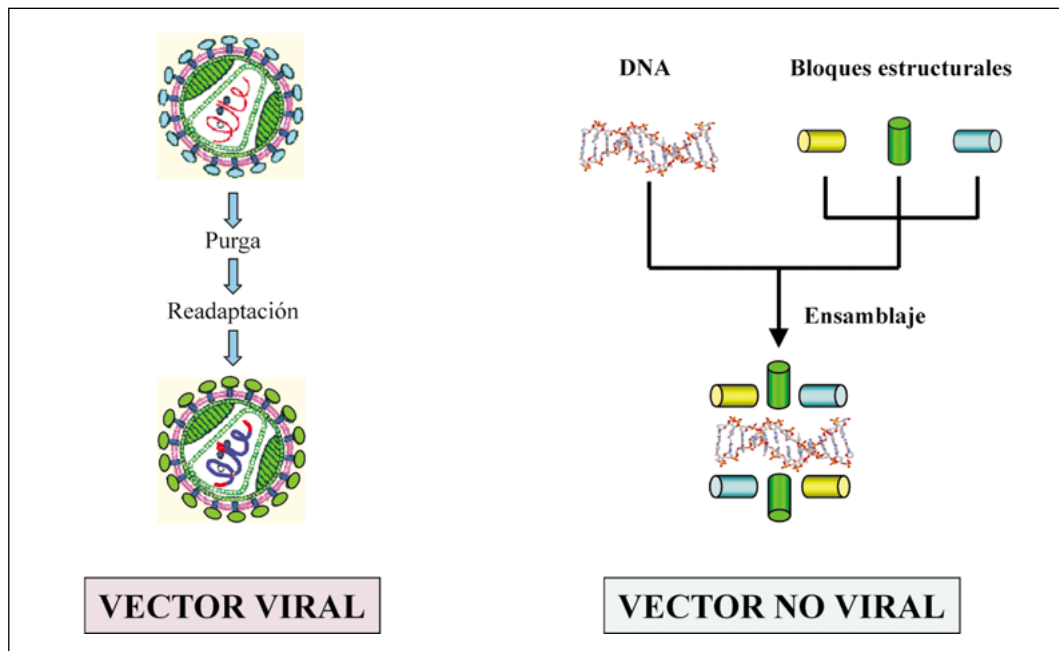 Purga
Readaptación
VECTOR VIRAL
DNA
Bloques estructurales
Ensamblaje
VECTOR NO VIRAL